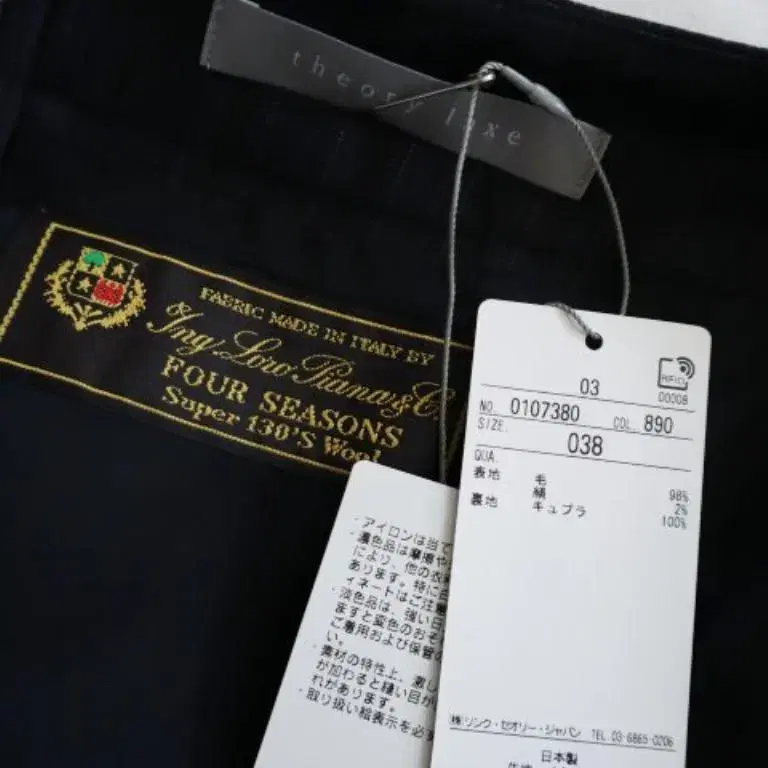 theory luxe
FABRIC MADE IN ITALY BY
Ing. Loro Piana & C.
FOUR SEASONS
Super 130'S Wool
RFID
00008
03
NO. 0107380 COL. 890
SIZE.
038
QUA.
表地 毛 98%
絹 2%
裏地 キュプラ 100%
(株)リンク・セオリー・ジャパン TEL.03-6865-0206
日本製
・アイロンは当て
・濃色品は摩擦や
により、他の衣
あります。特に
ィネートはご注意
・淡色品は、強い日
ますと変色のおそ
ご着用および保管の
い。
・素材の特性上、激し
が加わると縫い目が
れがあります。
・取り扱い絵表示を必ず